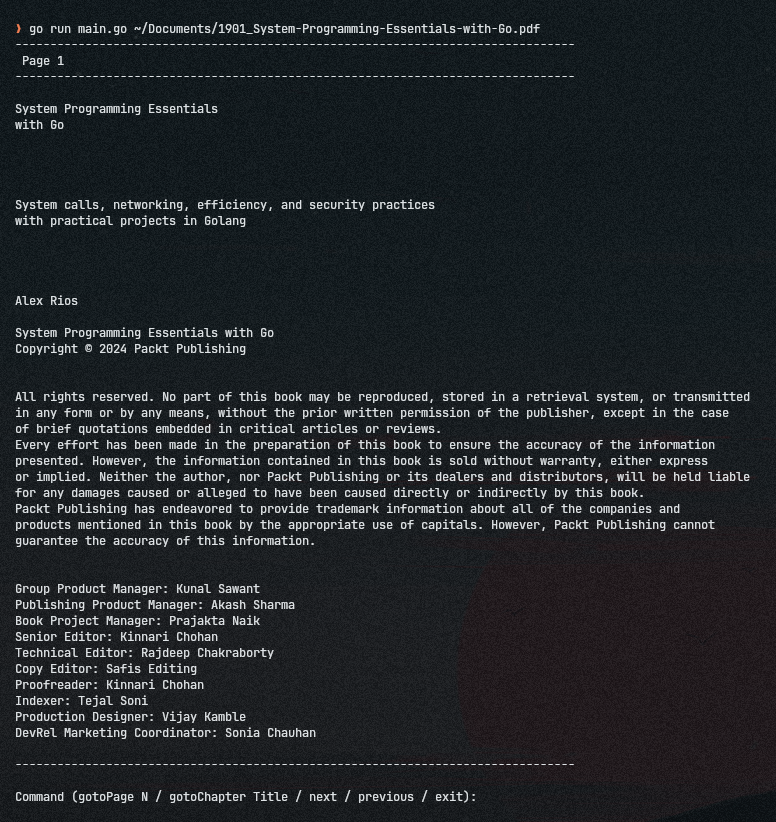 ❯ go run main.go ~/Documents/1901_System-Programming-Essentials-with-Go.pdf
--------------------------------------------------------------------------------
Page 1
--------------------------------------------------------------------------------
System Programming Essentials
with Go
System calls, networking, efficiency, and security practices
with practical projects in Golang
Alex Rios
System Programming Essentials with Go
Copyright © 2024 Packt Publishing
All rights reserved. No part of this book may be reproduced, stored in a retrieval system, or transmitted
in any form or by any means, without the prior written permission of the publisher, except in the case
of brief quotations embedded in critical articles or reviews.
Every effort has been made in the preparation of this book to ensure the accuracy of the information
presented. However, the information contained in this book is sold without warranty, either express
or implied. Neither the author, nor Packt Publishing or its dealers and distributors, will be held liable
for any damages caused or alleged to have been caused directly or indirectly by this book.
Packt Publishing has endeavored to provide trademark information about all of the companies and
products mentioned in this book by the appropriate use of capitals. However, Packt Publishing cannot
guarantee the accuracy of this information.
Group Product Manager: Kunal Sawant
Publishing Product Manager: Akash Sharma
Book Project Manager: Prajakta Naik
Senior Editor: Kinnari Chohan
Technical Editor: Rajdeep Chakraborty
Copy Editor: Safis Editing
Proofreader: Kinnari Chohan
Indexer: Tejal Soni
Production Designer: Vijay Kamble
DevRel Marketing Coordinator: Sonia Chauhan
--------------------------------------------------------------------------------
Command (gotoPage N / gotoChapter Title / next / previous / exit):